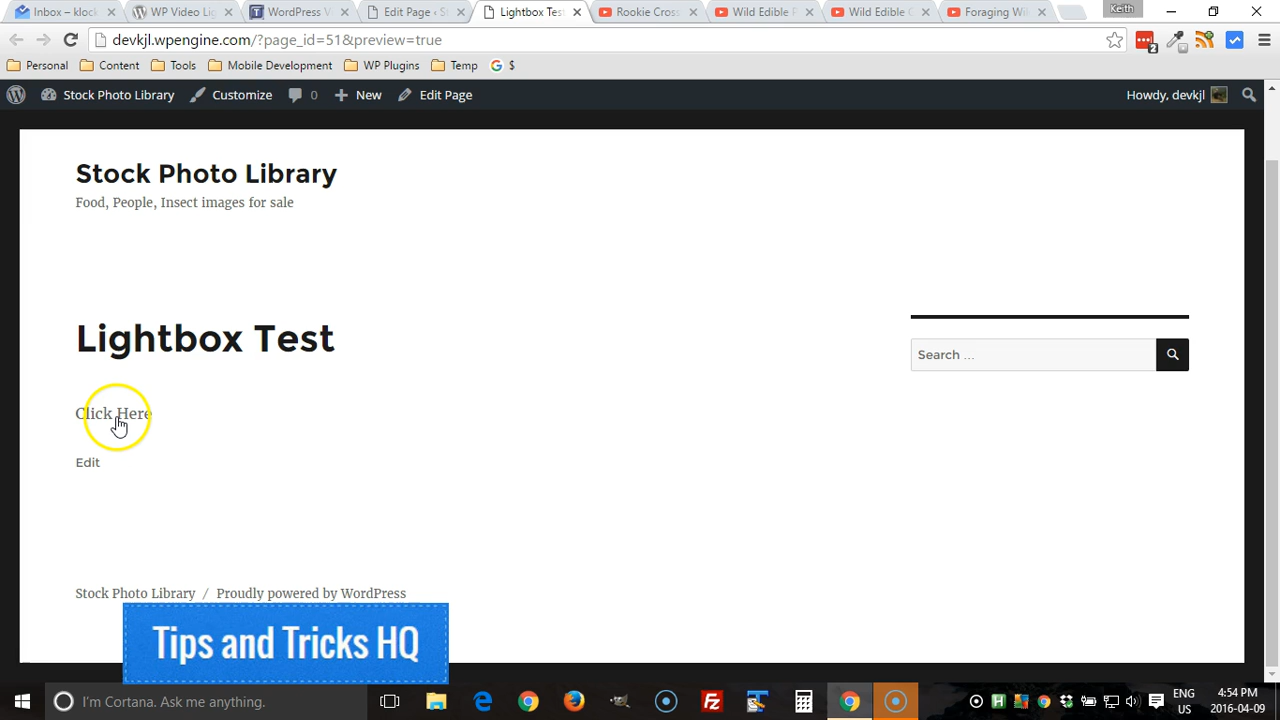 Inbox – klock
WP Video Lig
WordPress V
Edit Page ‹ S
Lightbox Tes
Rookie Cross
Wild Edible P
Wild Edible
Foraging Wil
Keith
devkjl.wpengine.com/?page_id=51&preview=true
2
Personal
Content
Tools
Mobile Development
WP Plugins
Temp
$
Stock Photo Library
Customize
0
New
Edit Page
Howdy, devkjl
Stock Photo Library
Food, People, Insect images for sale
Lightbox Test
Search ...
Click Here
Edit
Stock Photo Library / Proudly powered by WordPress
Tips and Tricks HQ
I'm Cortana. Ask me anything.
ENG
US
4:54 PM
2016-04-09